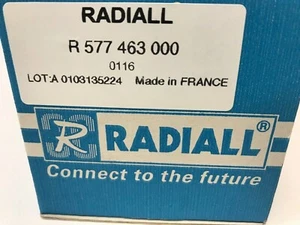 RADIALL
R 577 463 000
0116
LOT:A 0103135224 Made in FRANCE
R RADIALL®
Connect to the future